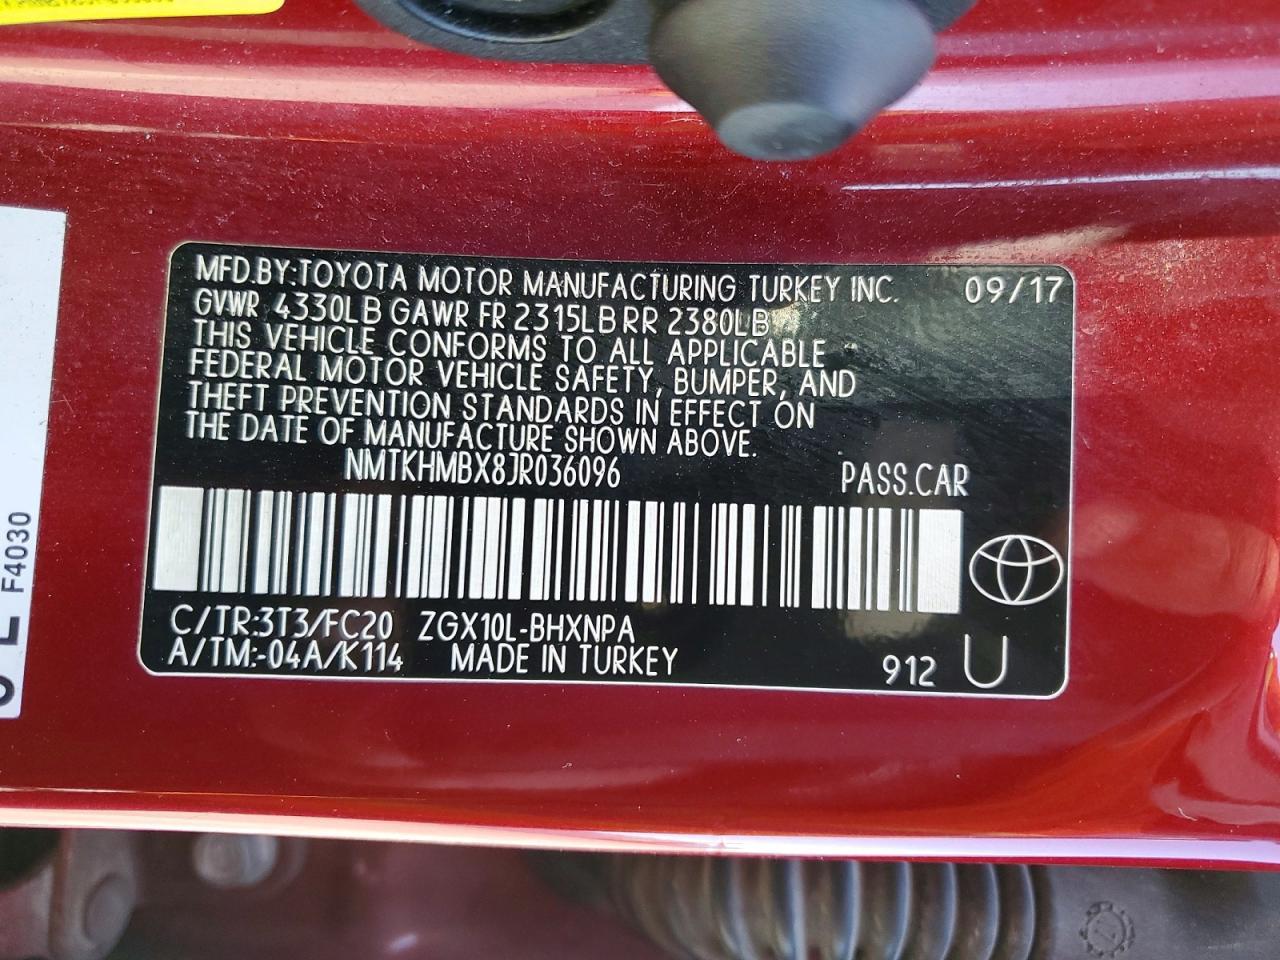 MFD.BY:TOYOTA MOTOR MANUFACTURING TURKEY INC. 09/17
GVWR 4330LB GAWR FR 2315LB RR 2380LB
THIS VEHICLE CONFORMS TO ALL APPLICABLE
FEDERAL MOTOR VEHICLE SAFETY, BUMPER, AND
THEFT PREVENTION STANDARDS IN EFFECT ON
THE DATE OF MANUFACTURE SHOWN ABOVE.
NMTKHMBX8JR036096 PASS.CAR
C/TR:3T3/FC20 ZGX10L-BHXNPA
A/TM:-04A/K114 MADE IN TURKEY 912 U
F4030